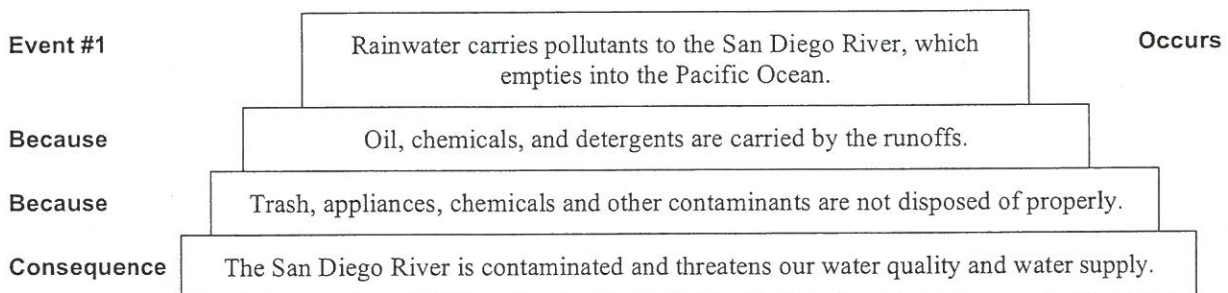 Event #1
Rainwater carries pollutants to the San Diego River, which
empties into the Pacific Ocean.
Occurs
Because
Oil, chemicals, and detergents are carried by the runoffs.
Because
Trash, appliances, chemicals and other contaminants are not disposed of properly.
Consequence
The San Diego River is contaminated and threatens our water quality and water supply.